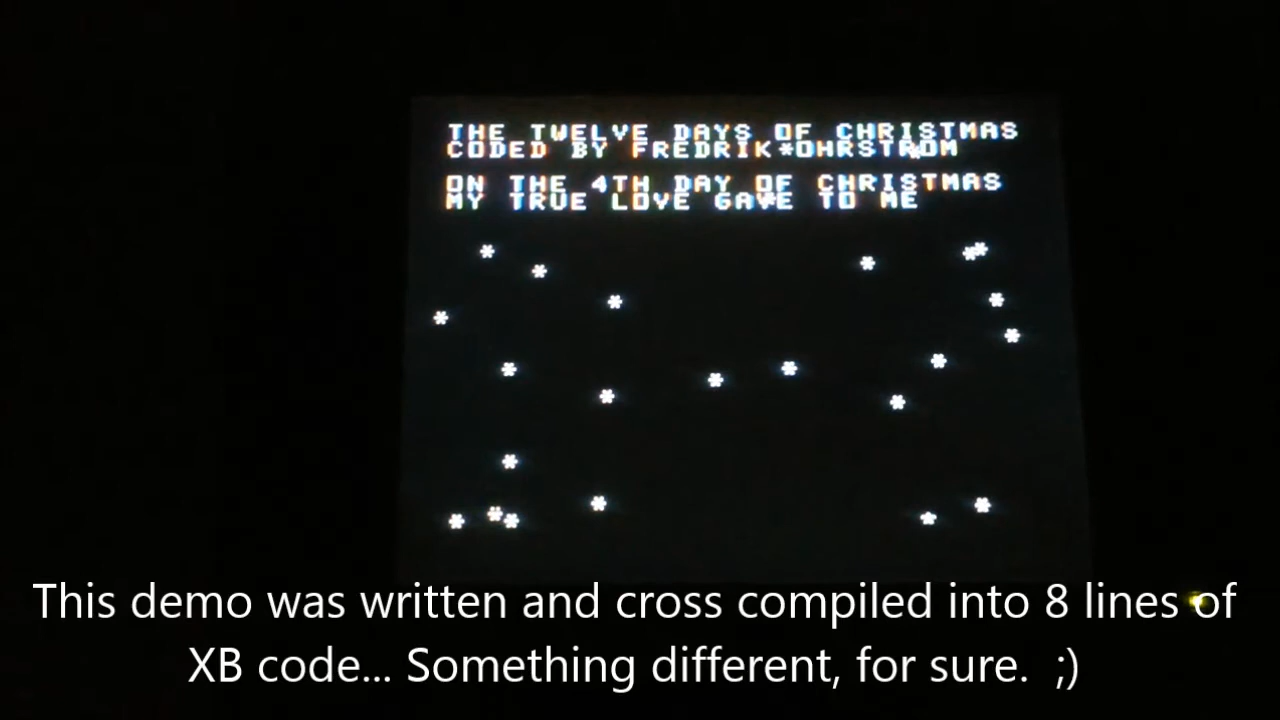 THE TWELVE DAYS OF CHRISTMAS
CODED BY FREDRIK*OHRSTROM
ON THE 4TH DAY OF CHRISTMAS
MY TRUE LOVE GAVE TO ME
This demo was written and cross compiled into 8 lines of
XB code... Something different, for sure. ;)